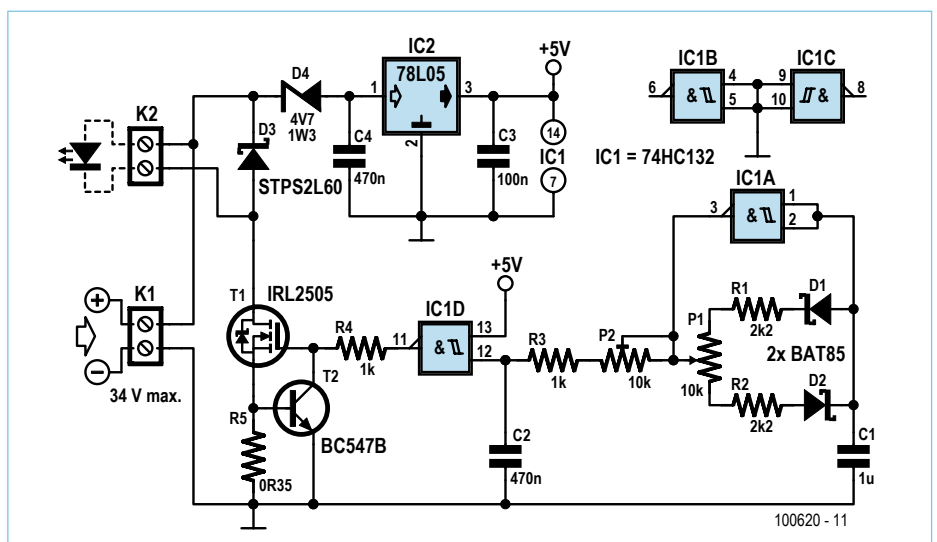 IC2
78L05
1
3
2
D4
4V7
1W3
D3
STPS2L60
C4
470n
C3
100n
+5V
14
IC1
7
IC1B
6
&
4
5
IC1C
9
10
&
8
IC1 = 74HC132
K2
K1
+
–
34 V max.
T1
IRL2505
R4
1k
T2
BC547B
R5
0R35
+5V
IC1D
11
&
13
12
R3
1k
P2
10k
C2
470n
IC1A
3
&
1
2
P1
10k
R1
2k2
D1
2x BAT85
R2
2k2
D2
C1
1u
100620 - 11